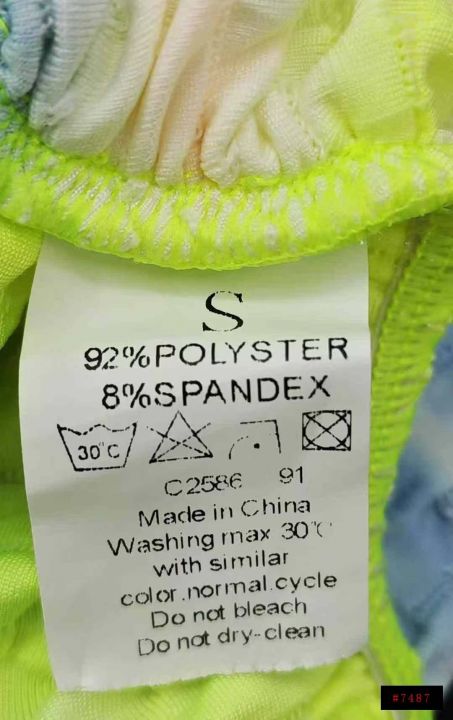 S
92%POLYSTER
8%SPANDEX
30°C
C2586 91
Made in China
Washing max 30°C
with similar
color.normal.cycle
Do not bleach
Do not dry-clean
#7487